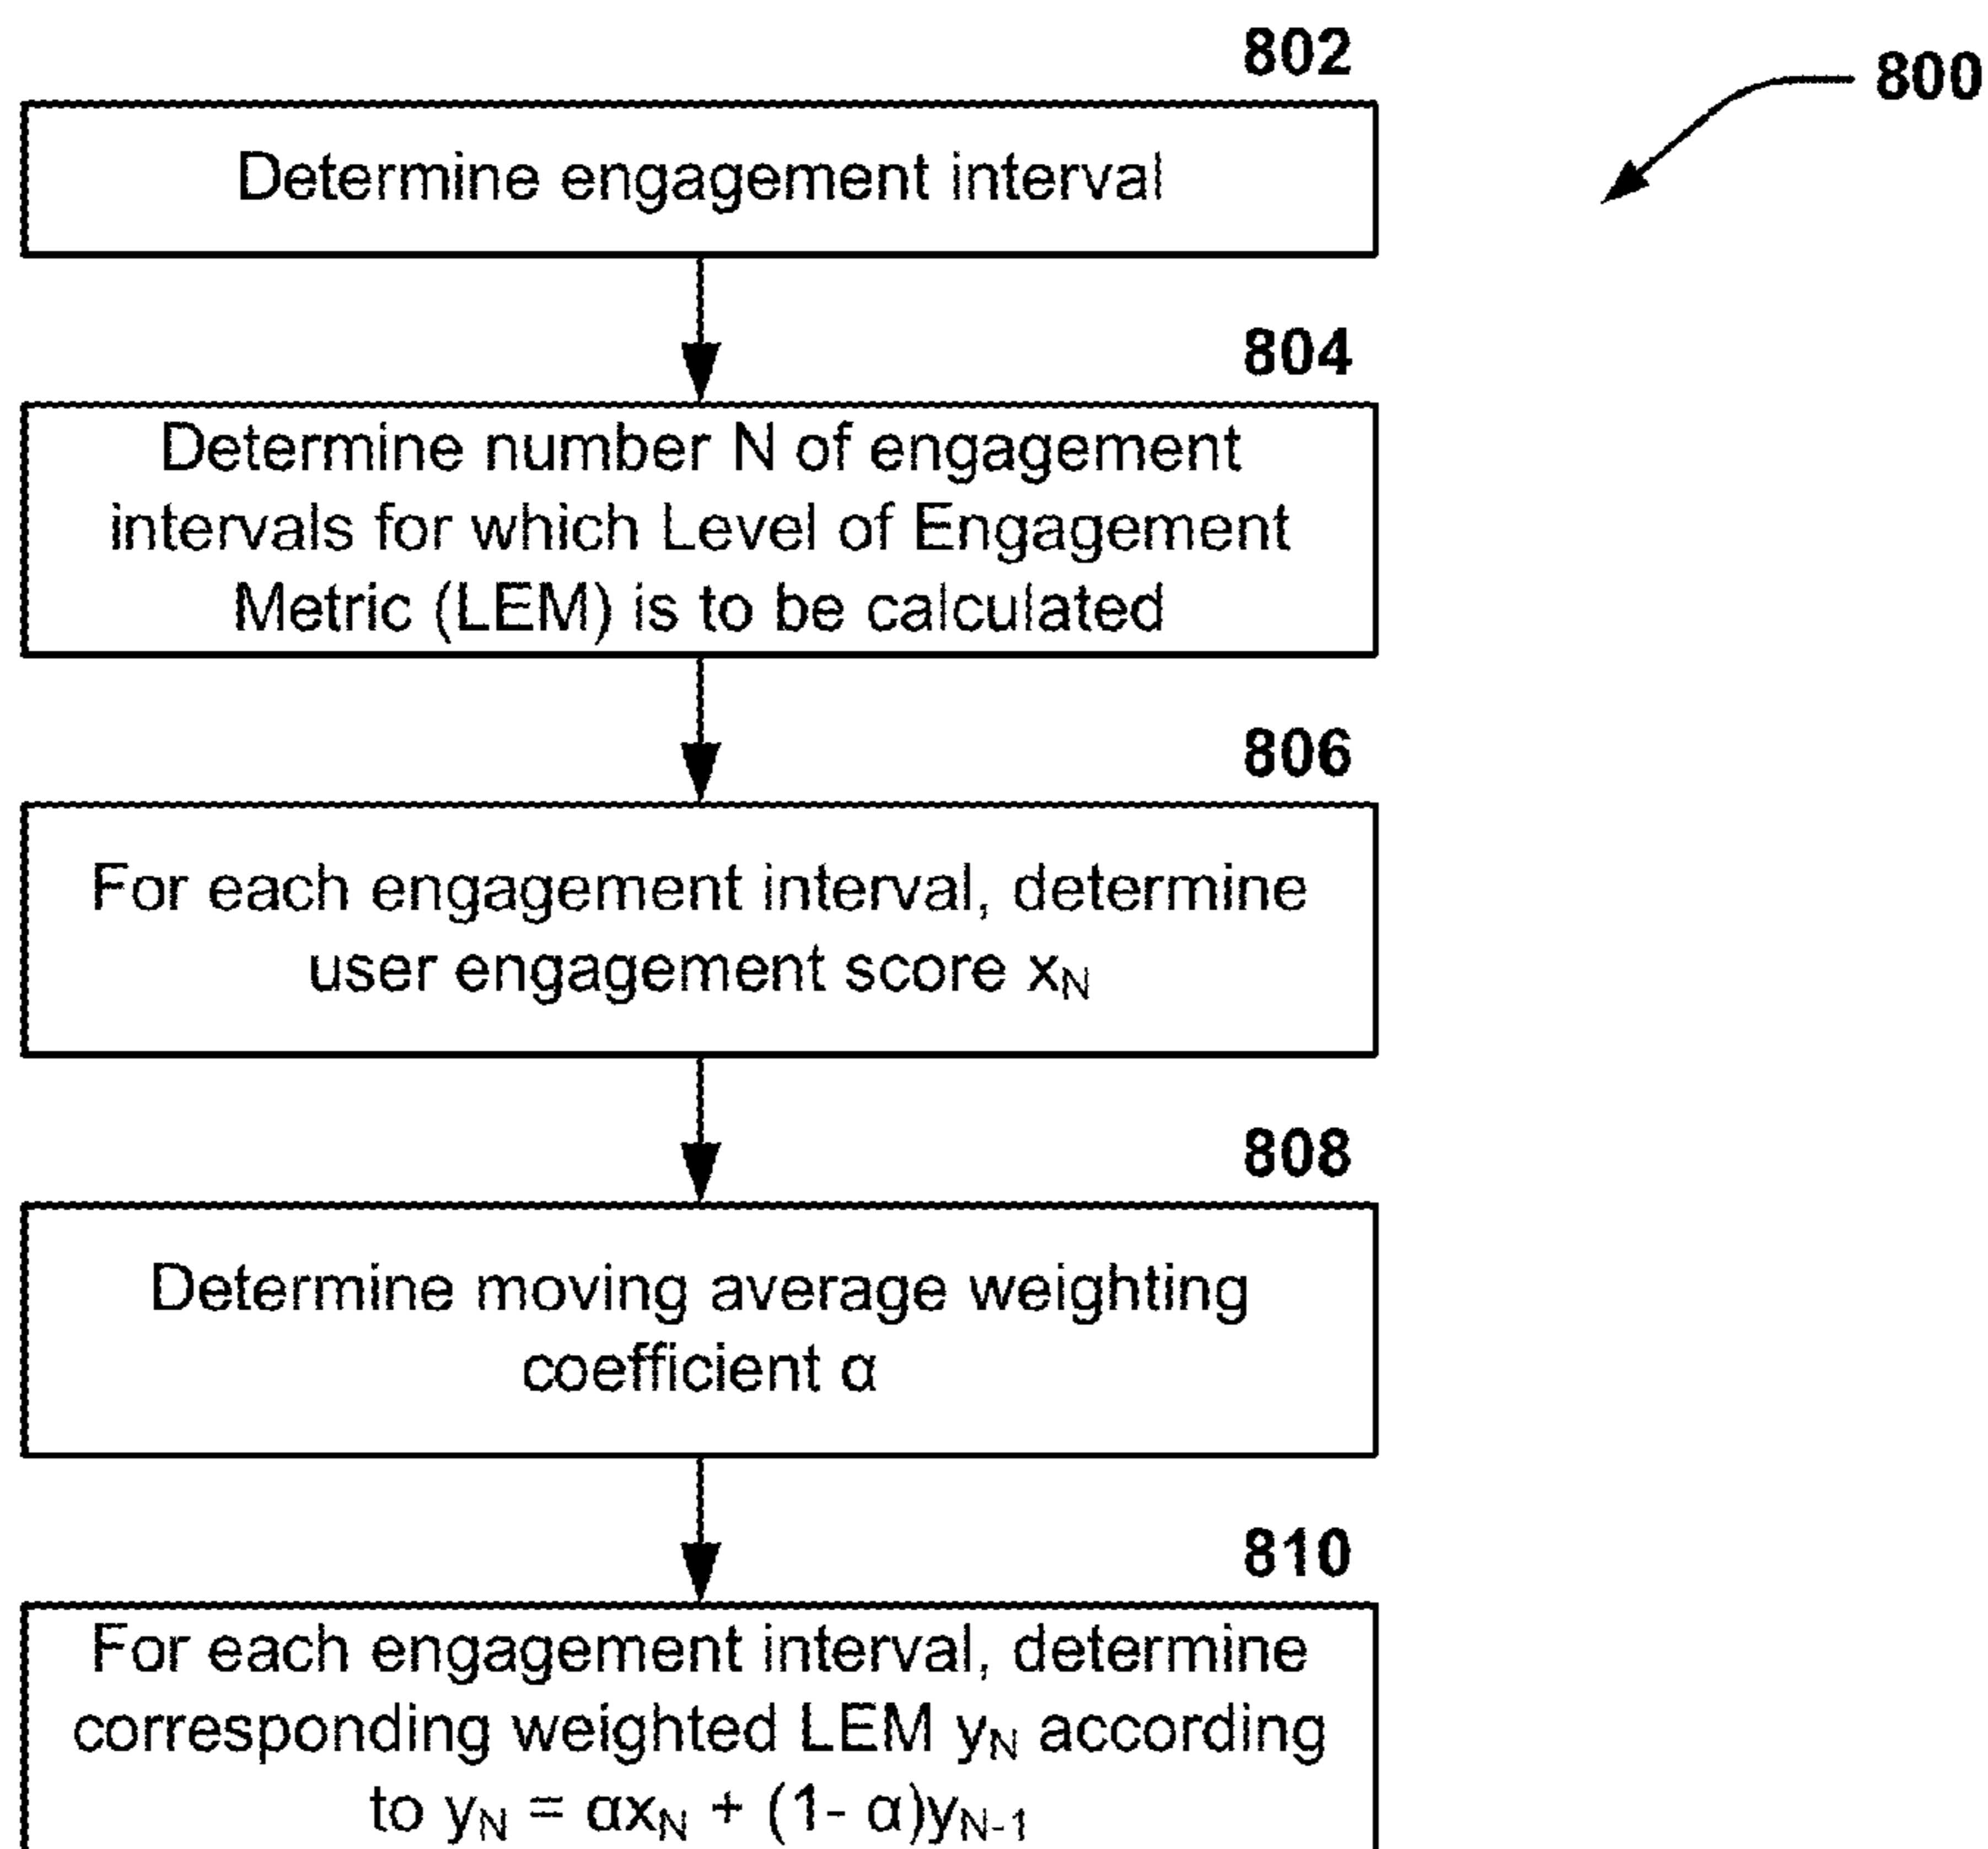 802
800
Determine engagement interval
804
Determine number N of engagement
intervals for which Level of Engagement
Metric (LEM) is to be calculated
806
For each engagement interval, determine
user engagement score xN
808
Determine moving average weighting
coefficient α
810
For each engagement interval, determine
corresponding weighted LEM yN according
to yN = αxN + (1- α)yN-1